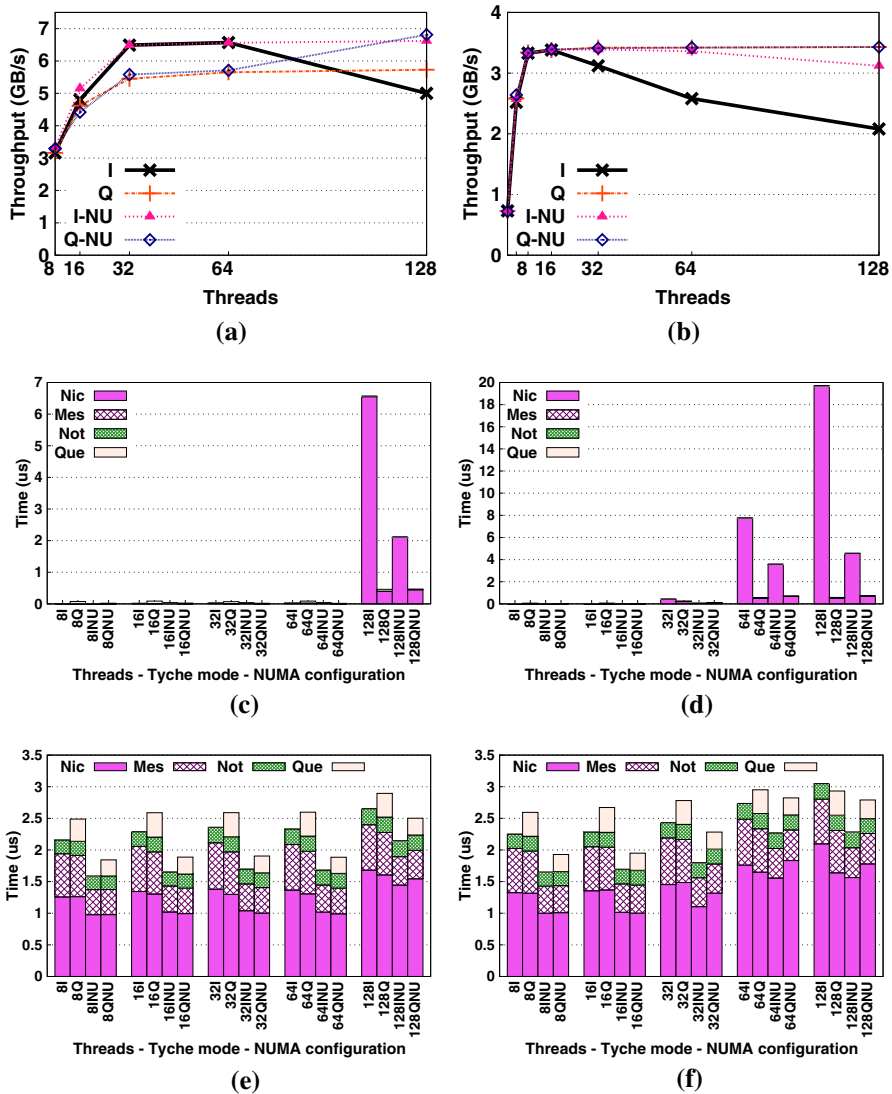 Throughput (GB/s)
7
6
5
4
3
2
1
0
I
Q
I-NU
Q-NU
8 16 32 64 128
Threads
(a)
Throughput (GB/s)
4
3
2
1
0
I
Q
I-NU
Q-NU
8 16 32 64 128
Threads
(b)
Time (us)
7
6
5
4
3
2
1
0
Nic
Mes
Not
Que
8I 8Q 8INU 8QNU 16I 16Q 16INU 16QNU 32I 32Q 32INU 32QNU 64I 64Q 64INU 64QNU 128I 128Q 128INU 128QNU
Threads - Tyche mode - NUMA configuration
(c)
Time (us)
20
18
16
14
12
10
8
6
4
2
0
Nic
Mes
Not
Que
8I 8Q 8INU 8QNU 16I 16Q 16INU 16QNU 32I 32Q 32INU 32QNU 64I 64Q 64INU 64QNU 128I 128Q 128INU 128QNU
Threads - Tyche mode - NUMA configuration
(d)
Time (us)
3.5
3
2.5
2
1.5
1
0.5
0
Nic Mes Not Que
8I 8Q 8INU 8QNU 16I 16Q 16INU 16QNU 32I 32Q 32INU 32QNU 64I 64Q 64INU 64QNU 128I 128Q 128INU 128QNU
Threads - Tyche mode - NUMA configuration
(e)
Time (us)
3.5
3
2.5
2
1.5
1
0.5
0
Nic Mes Not Que
8I 8Q 8INU 8QNU 16I 16Q 16INU 16QNU 32I 32Q 32INU 32QNU 64I 64Q 64INU 64QNU 128I 128Q 128INU 128QNU
Threads - Tyche mode - NUMA configuration
(f)